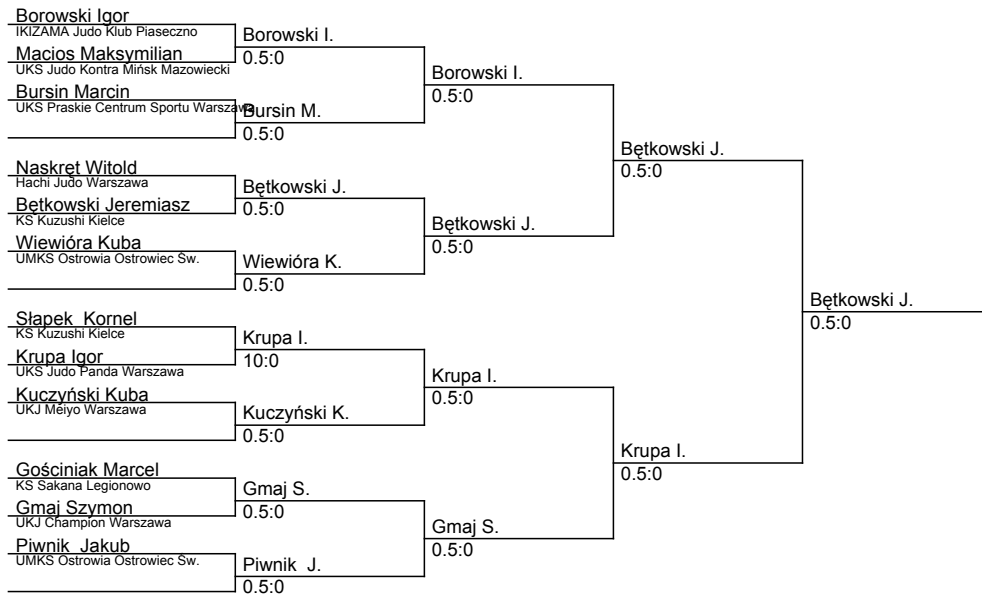 Borowski Igor
IKIZAMA Judo Klub Piaseczno
Macios Maksymilian
UKS Judo Kontra Mińsk Mazowiecki
Bursin Marcin
UKS Praskie Centrum Sportu Warszawa
Naskręt Witold
Hachi Judo Warszawa
Bętkowski Jeremiasz
KS Kuzushi Kielce
Wiewióra Kuba
UMKS Ostrowia Ostrowiec Św.
Słapek  Kornel
KS Kuzushi Kielce
Krupa Igor
UKS Judo Panda Warszawa
Kuczyński Kuba
UKJ Meiyo Warszawa
Gościniak Marcel
KS Sakana Legionowo
Gmaj Szymon
UKJ Champion Warszawa
Piwnik  Jakub
UMKS Ostrowia Ostrowiec Św.
Borowski I.
0.5:0
Bursin M.
0.5:0
Bętkowski J.
0.5:0
Wiewióra K.
0.5:0
Krupa I.
10:0
Kuczyński K.
0.5:0
Gmaj S.
0.5:0
Piwnik  J.
0.5:0
Borowski I.
0.5:0
Bętkowski J.
0.5:0
Krupa I.
0.5:0
Gmaj S.
0.5:0
Bętkowski J.
0.5:0
Krupa I.
0.5:0
Bętkowski J.
0.5:0